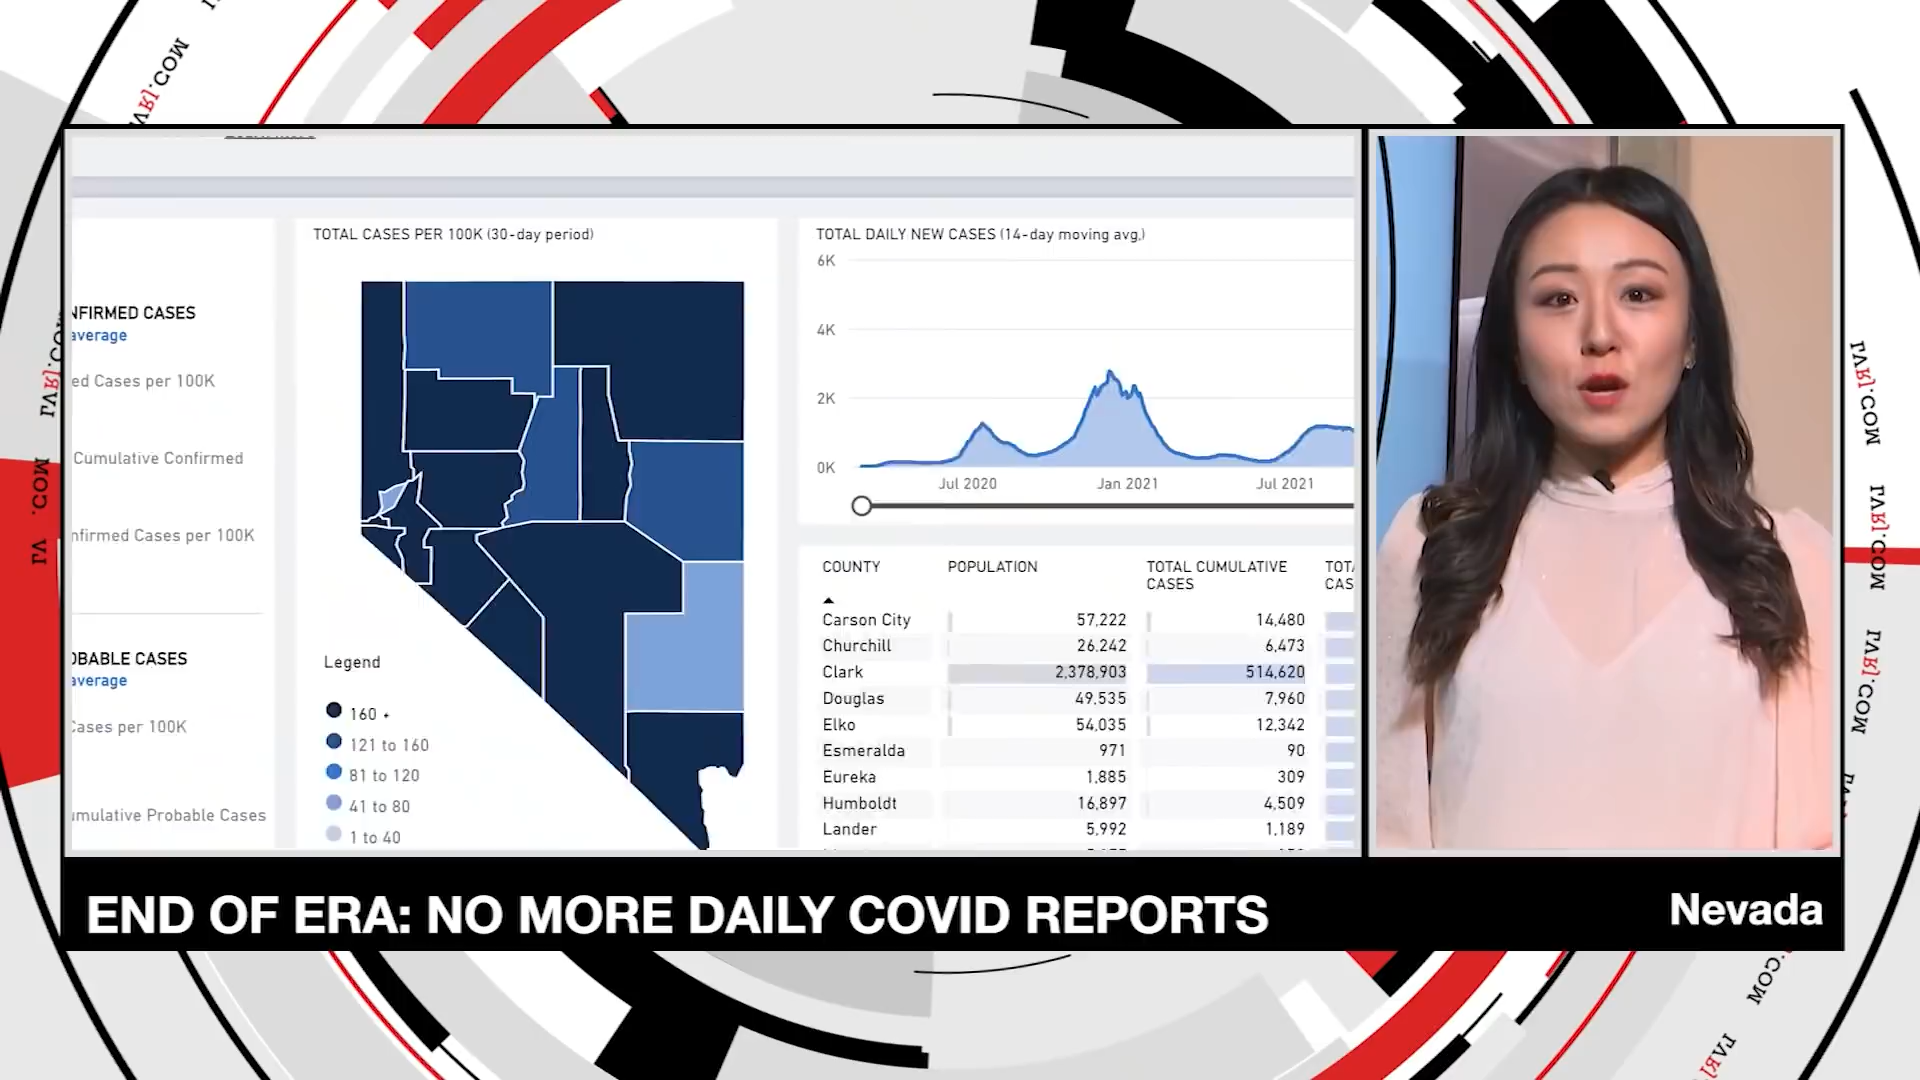 TOTAL CASES PER 100K (30-day period)
TOTAL DAILY NEW CASES (14-day moving avg,)
6K
4K
2K
0K
Jul 2020
Jan 2021
Jul 2021
NFIRMED CASES
average
ed Cases per 100K
Cumulative Confirmed
nfirmed Cases per 100K
OBABLE CASES
average
Cases per 100K
umulative Probable Cases
Legend
160 +
121 to 160
81 to 120
41 to 80
1 to 40
COUNTY POPULATION TOTAL CUMULATIVE CASES
Carson City 57,222 14,480
Churchill 26,242 6,473
Clark 2,378,903 514,620
Douglas 49,535 7,960
Elko 54,035 12,342
Esmeralda 971 90
Eureka 1,885 309
Humboldt 16,897 4,509
Lander 5,992 1,189
END OF ERA: NO MORE DAILY COVID REPORTS
Nevada